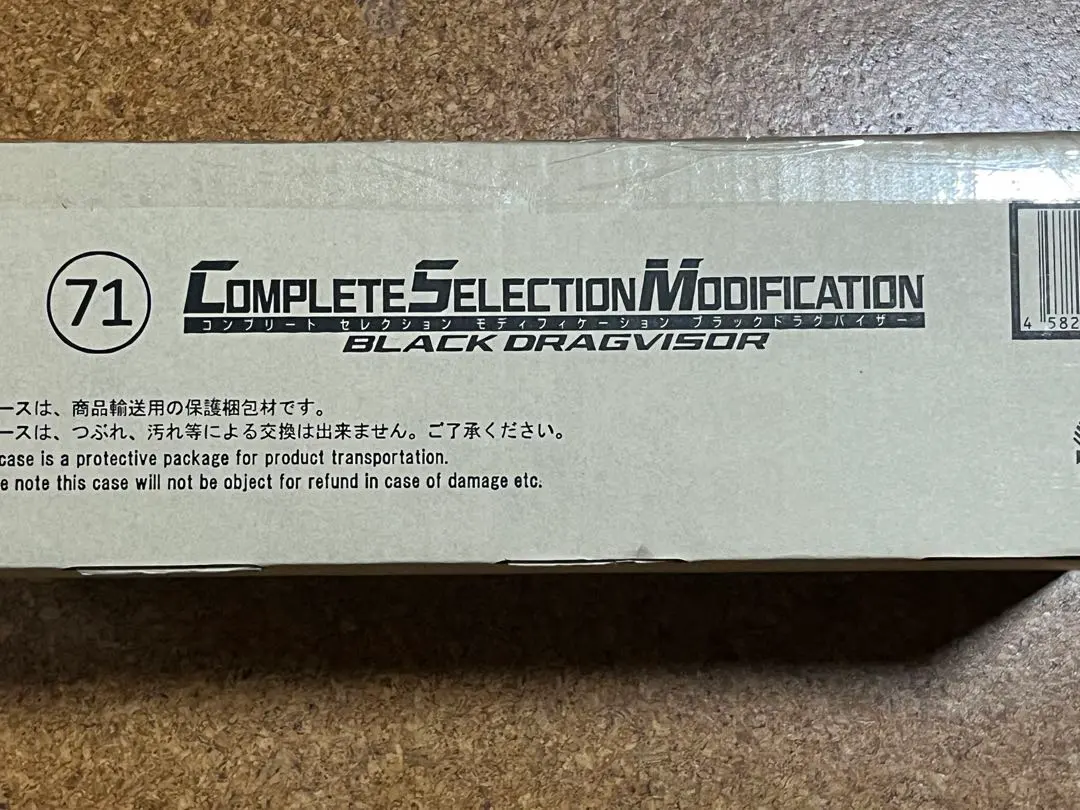 71
COMPLETE SELECTION MODIFICATION
コンプリート セレクション モディフィケーション ブラックドラグバイザー
BLACK DRAGVISOR
ースは、商品輸送用の保護梱包材です。
ースは、つぶれ、汚れ等による交換は出来ません。ご了承ください。
case is a protective package for product transportation.
e note this case will not be object for refund in case of damage etc.
4 582